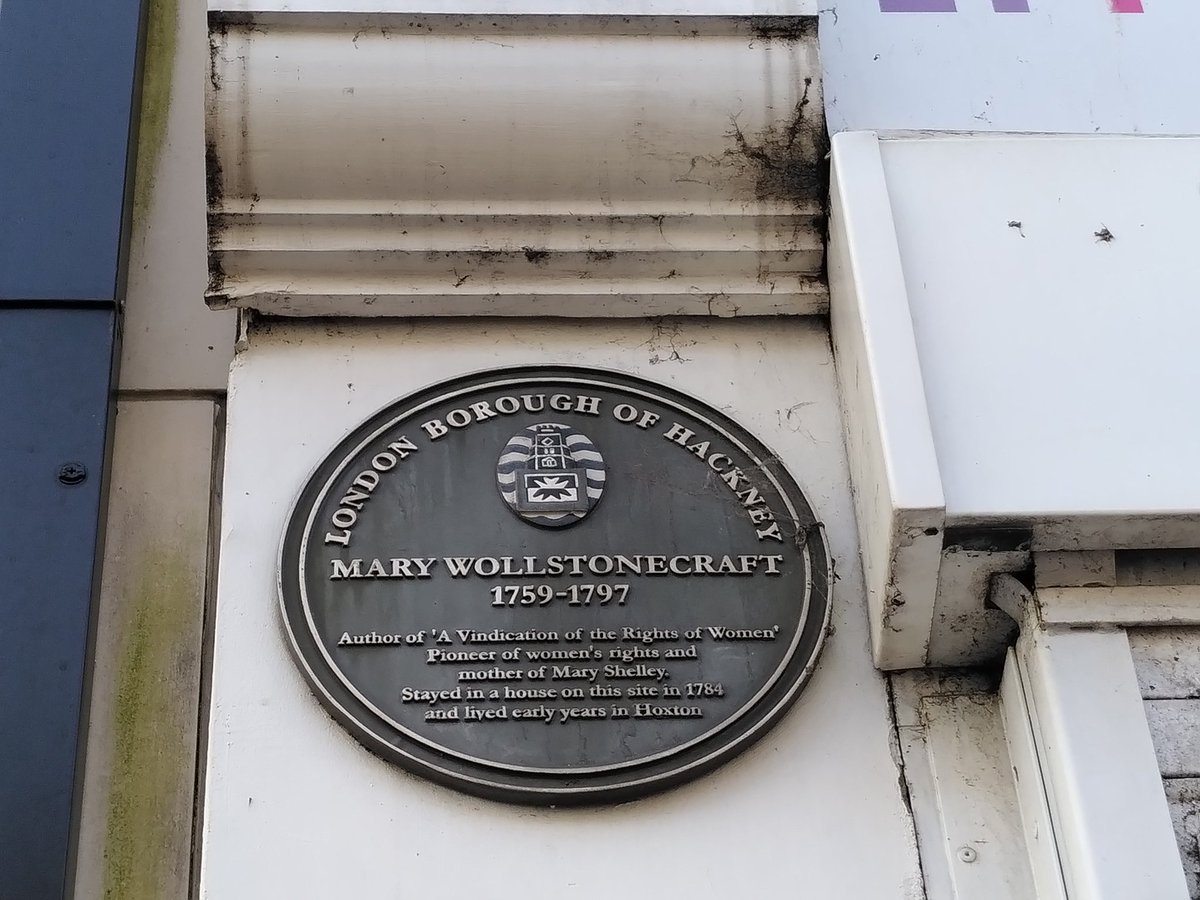 LONDON BOROUGH OF HACKNEY
MARY WOLLSTONECRAFT
1759-1797
Author of 'A Vindication of the Rights of Women'
Pioneer of women's rights and
mother of Mary Shelley.
Stayed in a house on this site in 1784
and lived early years in Hoxton